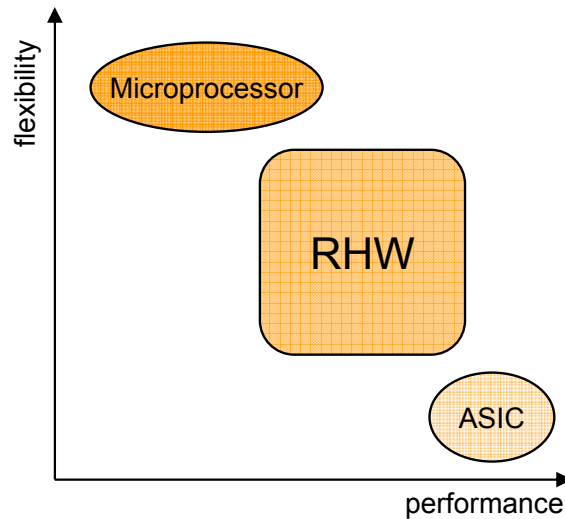 flexibility
Microprocessor
RHW
ASIC
performance